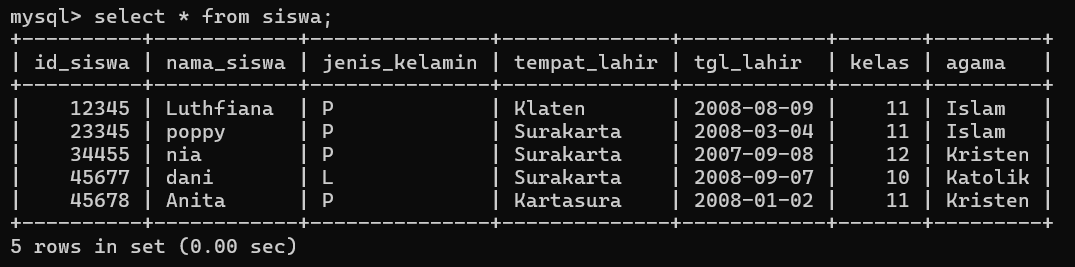 mysql> select * from siswa;
+----------+------------+---------------+--------------+------------+-------+---------+
| id_siswa | nama_siswa | jenis_kelamin | tempat_lahir | tgl_lahir  | kelas | agama   |
+----------+------------+---------------+--------------+------------+-------+---------+
|    12345 | Luthfiana  | P             | Klaten       | 2008-08-09 |    11 | Islam   |
|    23345 | poppy      | P             | Surakarta    | 2008-03-04 |    11 | Islam   |
|    34455 | nia        | P             | Surakarta    | 2007-09-08 |    12 | Kristen |
|    45677 | dani       | L             | Surakarta    | 2008-09-07 |    10 | Katolik |
|    45678 | Anita      | P             | Kartasura    | 2008-01-02 |    11 | Kristen |
+----------+------------+---------------+--------------+------------+-------+---------+
5 rows in set (0.00 sec)